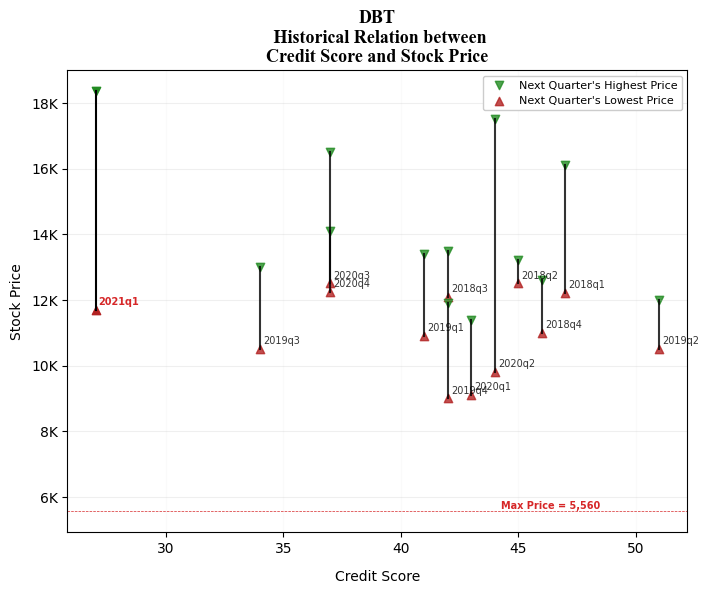 DBT
Historical Relation between
Credit Score and Stock Price
Next Quarter's Highest Price
Next Quarter's Lowest Price
18K
16K
14K
12K
10K
8K
6K
Stock Price
2021q1
2019q3
2020q3
2020q4
2019q1
2018q3
2019q4
2020q1
2020q2
2018q2
2018q4
2018q1
2019q2
Max Price = 5,560
30
35
40
45
50
Credit Score